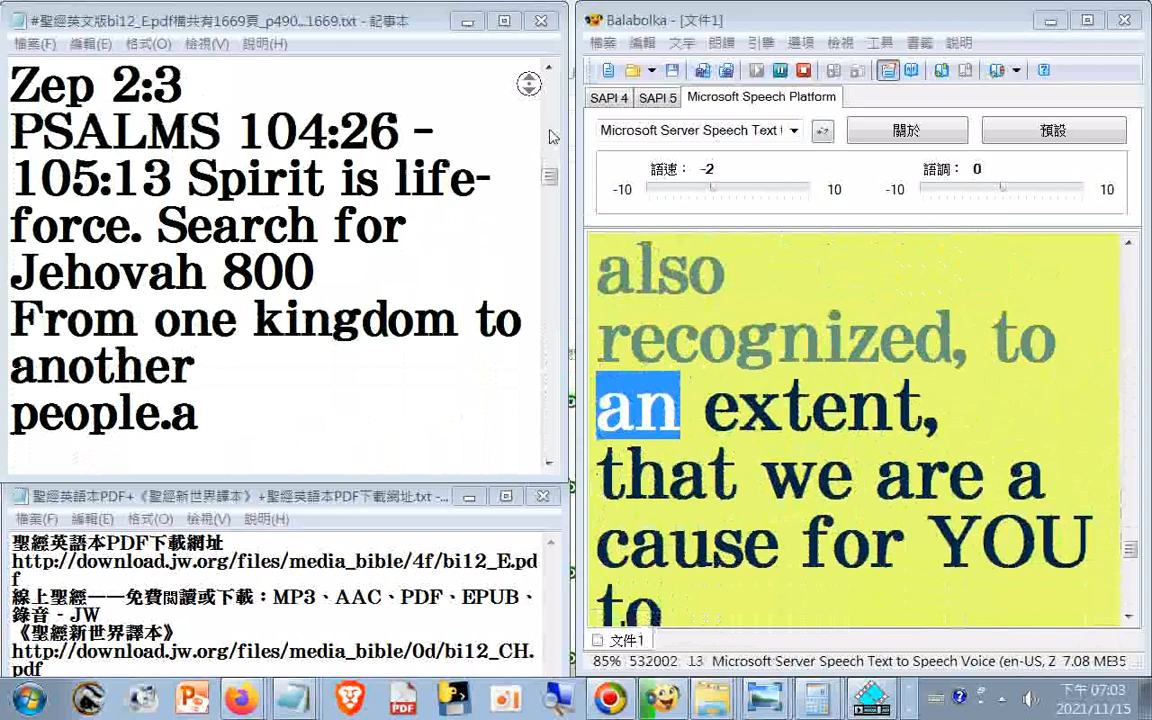 #聖經英文版bi12_E.pdf檔共有1669頁_p490...1669.txt - 記事本
檔案(F) 編輯(E) 格式(O) 檢視(V) 說明(H)
Zep 2:3
PSALMS 104:26 -
105:13 Spirit is life-
force. Search for
Jehovah 800
From one kingdom to
another
people.a
聖經英語本PDF+《聖經新世界譯本》+聖經英語本PDF下載網址.txt - ...
檔案(F) 編輯(E) 格式(O) 檢視(V) 說明(H)
聖經英語本PDF下載網址
http://download.jw.org/files/media_bible/4f/bi12_E.pd
f
線上聖經——免費閱讀或下載：MP3、AAC、PDF、EPUB、
錄音 - JW
《聖經新世界譯本》
http://download.jw.org/files/media_bible/0d/bi12_CH.
pdf
Balabolka - [文件1]
檔案 編輯 文字 朗讀 引擎 選項 檢視 工具 書籤 說明
SAPI 4 SAPI 5 Microsoft Speech Platform
Microsoft Server Speech Text 關於 預設
語速： -2 語調： 0
-10 10 -10 10
also
recognized, to
an extent,
that we are a
cause for YOU
to
文件1
85% 532002: 13 Microsoft Server Speech Text to Speech Voice (en-US, Z 7.08 MB
PDF
下午 07:03
2021/11/15